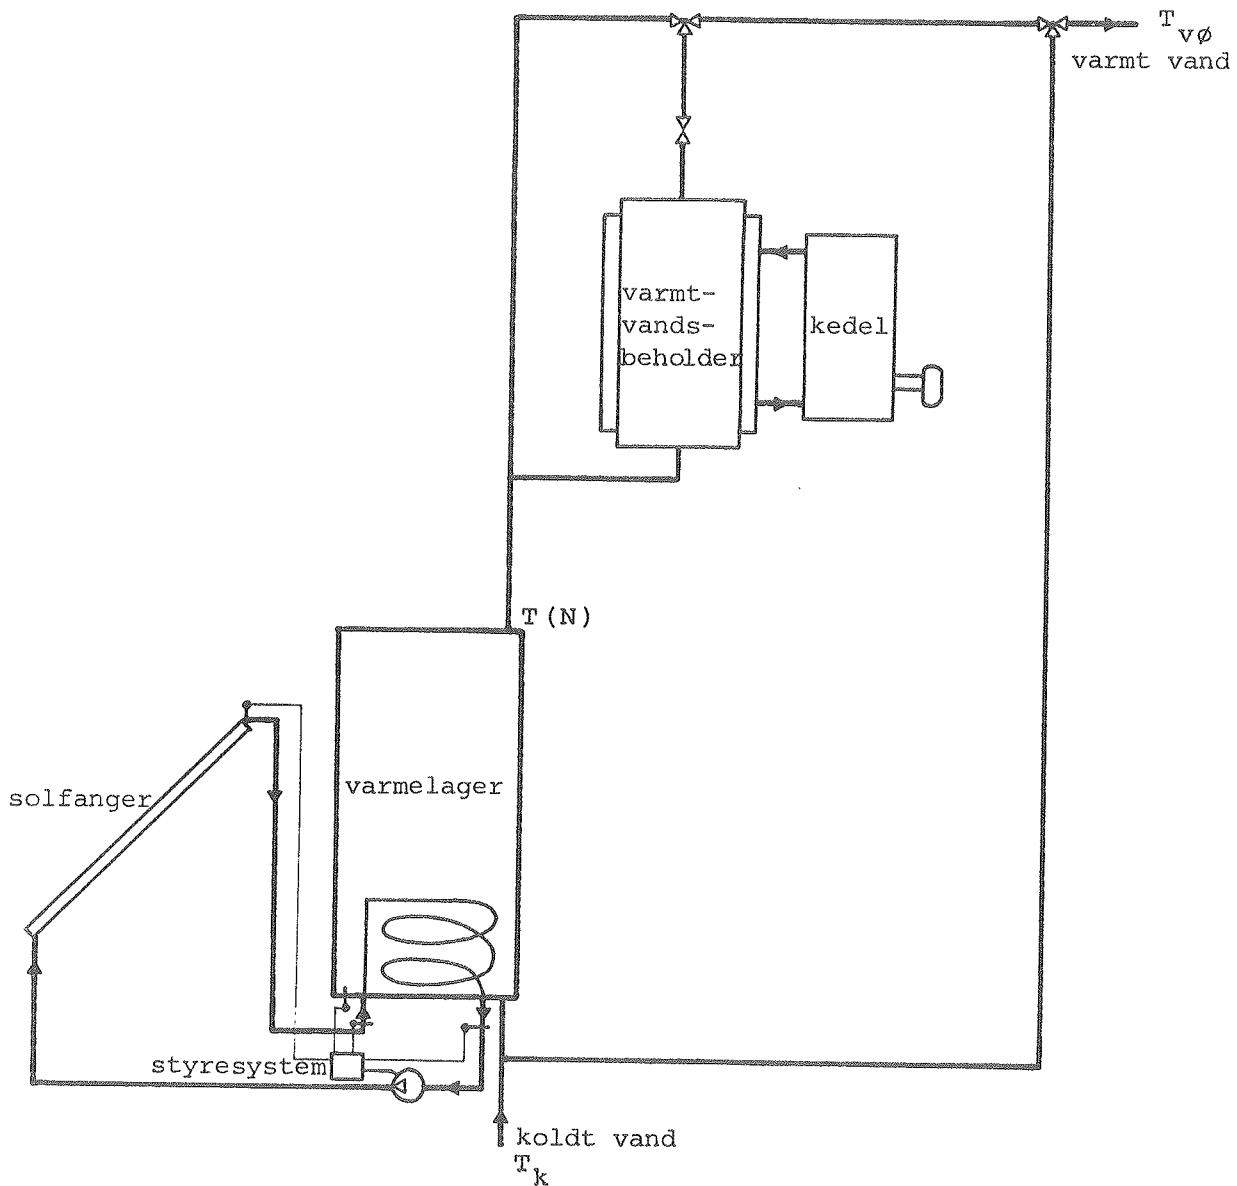 T vø
varmt vand
varmt-
vands-
beholder
kedel
T(N)
solfanger
varmelager
styresystem
koldt vand
T k